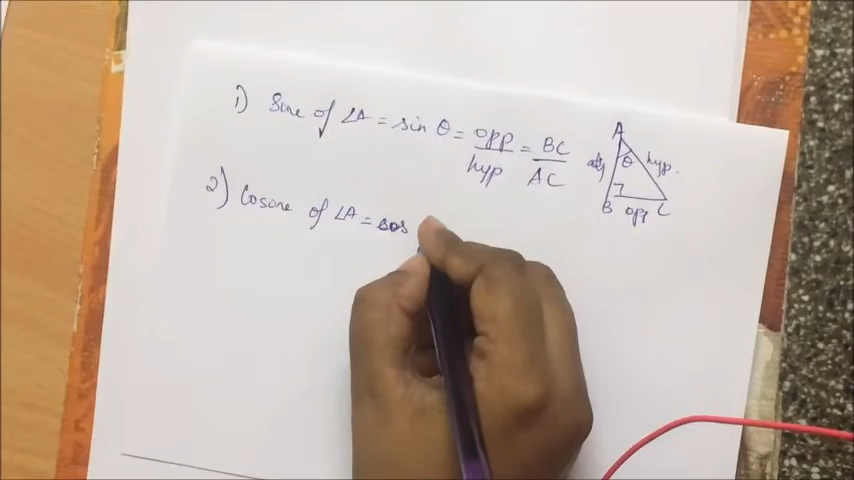 1) Sine of ∠A = sin θ = opp/hyp = BC/AC
2) Cosine of ∠A = cos
A
adj θ hyp.
B opp C